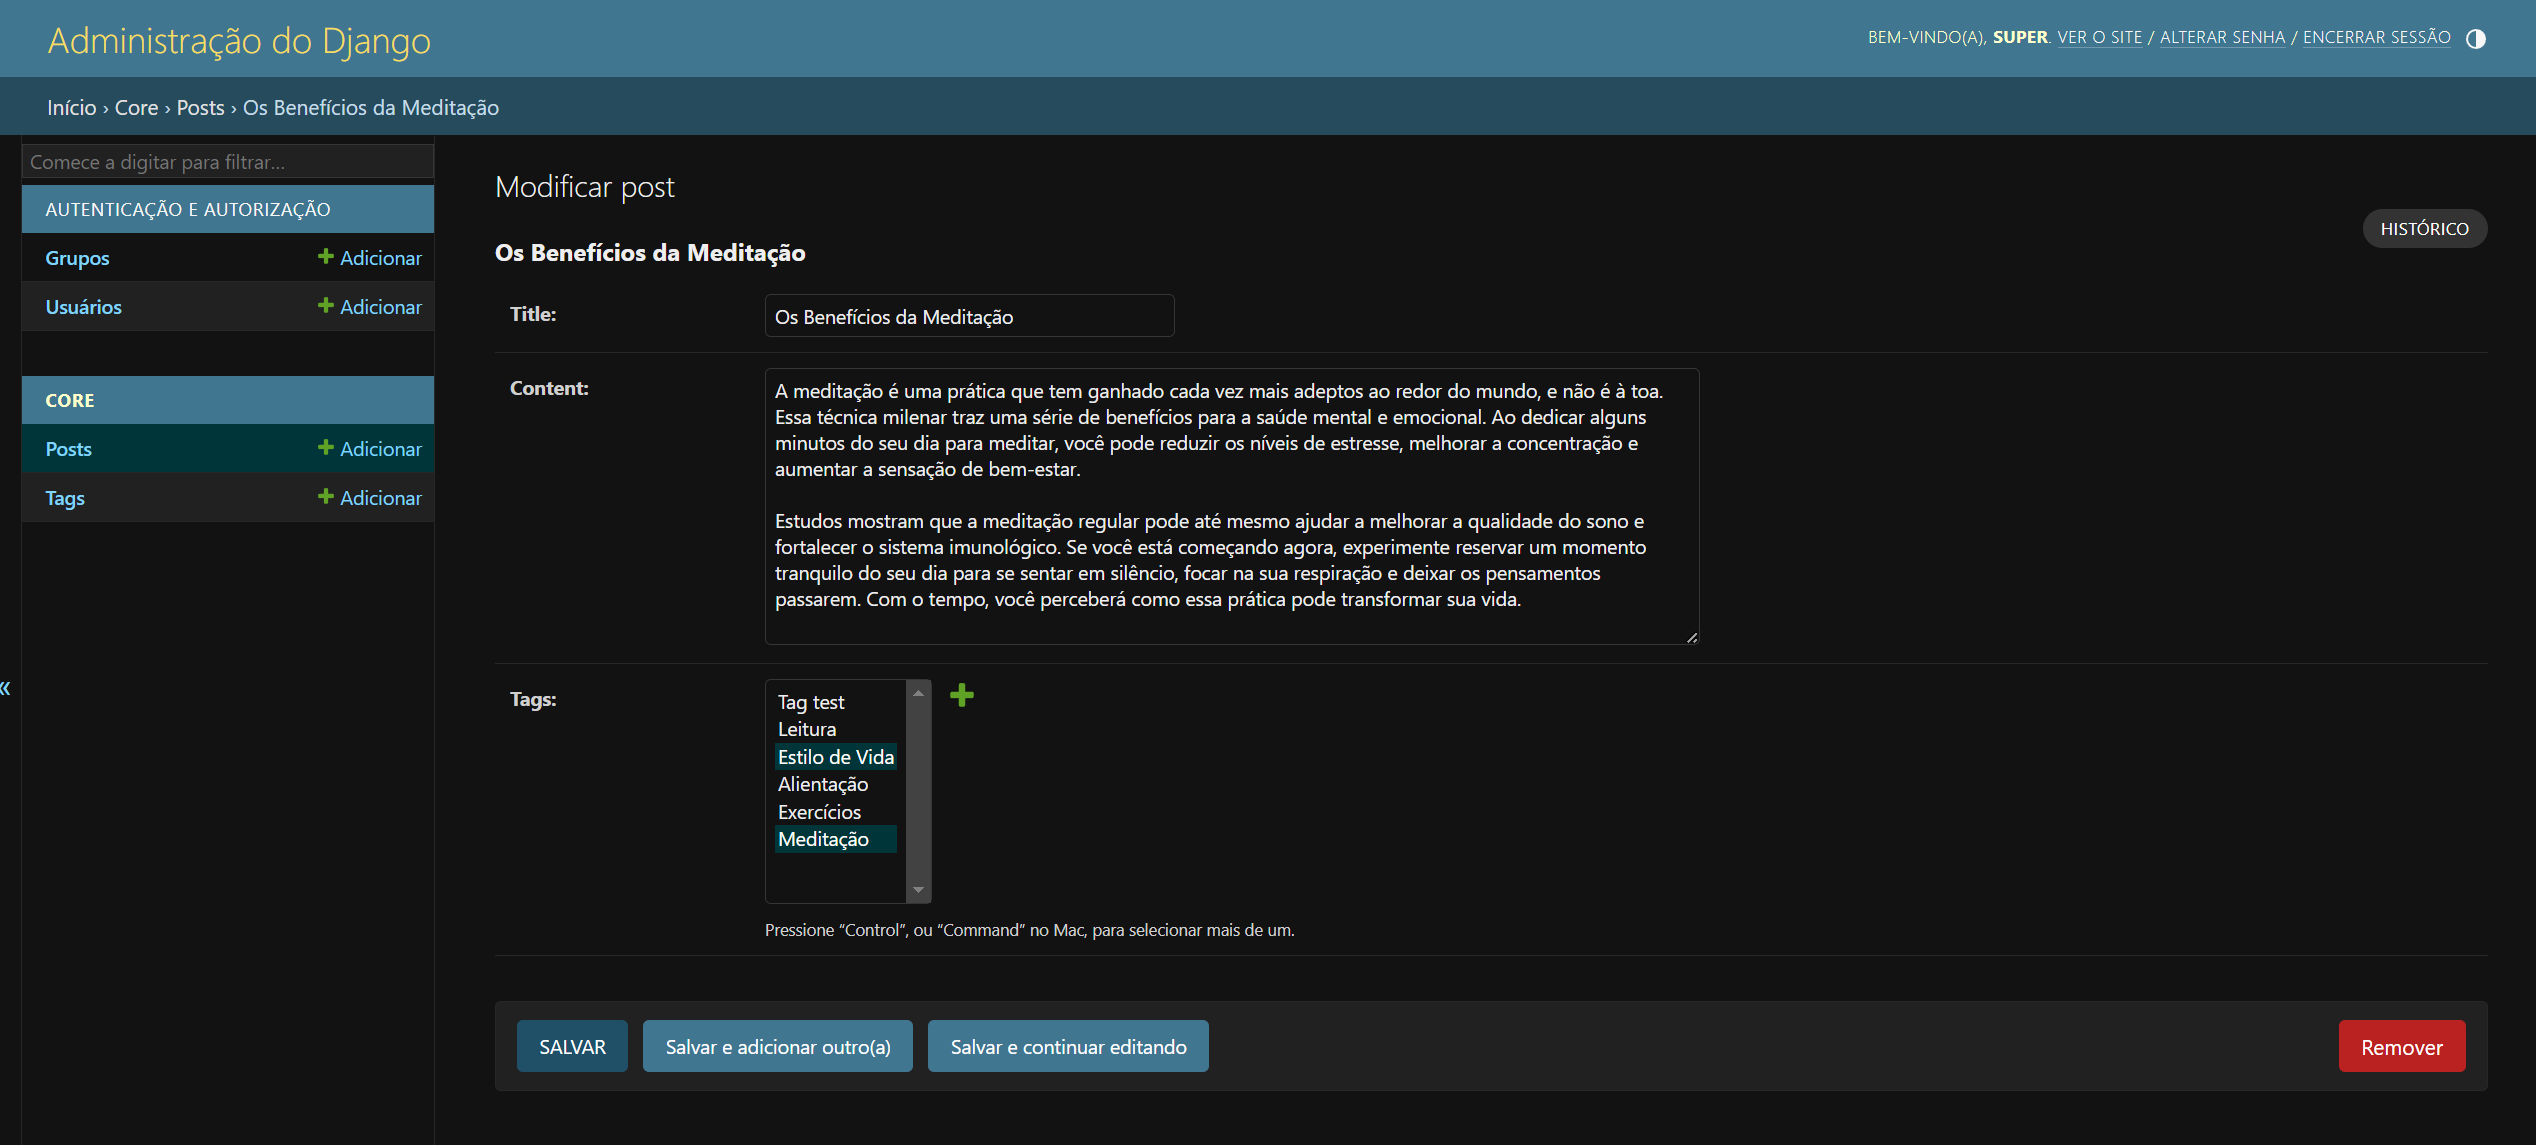 Administração do Django
BEM-VINDO(A), SUPER. VER O SITE / ALTERAR SENHA / ENCERRAR SESSÃO
Início › Core › Posts › Os Benefícios da Meditação
Comece a digitar para filtrar…
AUTENTICAÇÃO E AUTORIZAÇÃO
Grupos
Adicionar
Usuários
Adicionar
CORE
Posts
Adicionar
Tags
Adicionar
«
Modificar post
HISTÓRICO
Os Benefícios da Meditação
Title:
Os Benefícios da Meditação
Content:
A meditação é uma prática que tem ganhado cada vez mais adeptos ao redor do mundo, e não é à toa.
Essa técnica milenar traz uma série de benefícios para a saúde mental e emocional. Ao dedicar alguns
minutos do seu dia para meditar, você pode reduzir os níveis de estresse, melhorar a concentração e
aumentar a sensação de bem-estar.
Estudos mostram que a meditação regular pode até mesmo ajudar a melhorar a qualidade do sono e
fortalecer o sistema imunológico. Se você está começando agora, experimente reservar um momento
tranquilo do seu dia para se sentar em silêncio, focar na sua respiração e deixar os pensamentos
passarem. Com o tempo, você perceberá como essa prática pode transformar sua vida.
Tags:
Tag test
Leitura
Estilo de Vida
Alientação
Exercícios
Meditação
Pressione “Control”, ou “Command” no Mac, para selecionar mais de um.
SALVAR
Salvar e adicionar outro(a)
Salvar e continuar editando
Remover